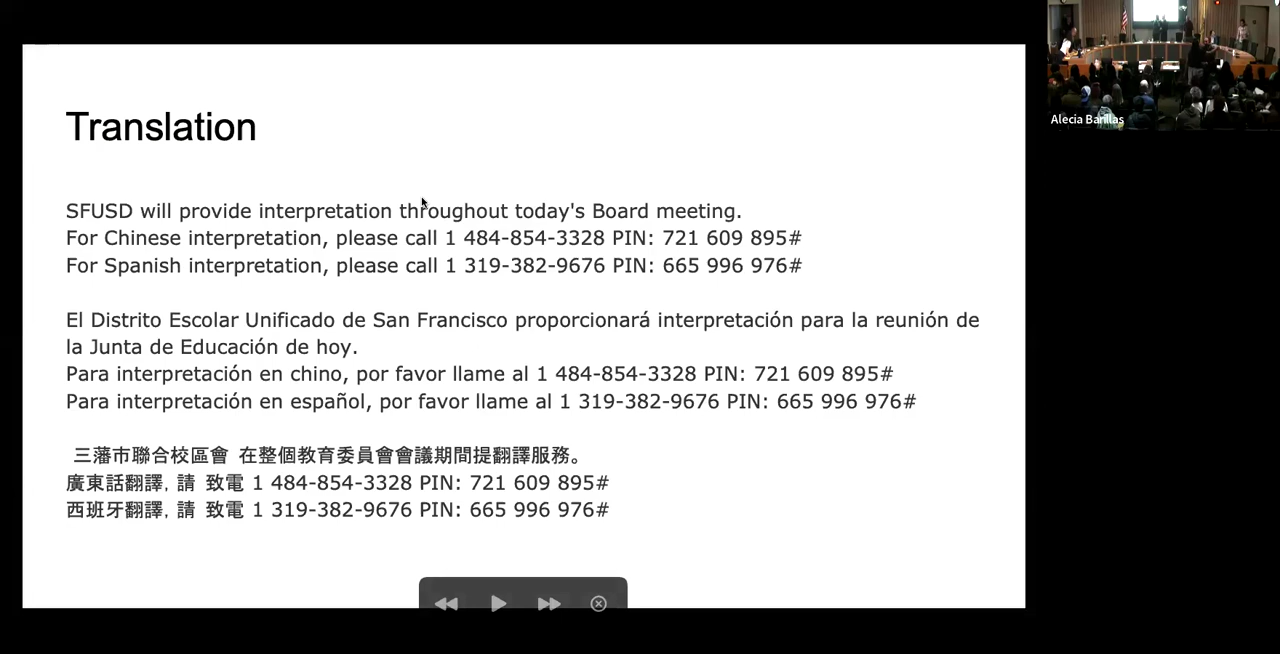 Translation
SFUSD will provide interpretation throughout today's Board meeting.
For Chinese interpretation, please call 1 484-854-3328 PIN: 721 609 895#
For Spanish interpretation, please call 1 319-382-9676 PIN: 665 996 976#
El Distrito Escolar Unificado de San Francisco proporcionará interpretación para la reunión de
la Junta de Educación de hoy.
Para interpretación en chino, por favor llame al 1 484-854-3328 PIN: 721 609 895#
Para interpretación en español, por favor llame al 1 319-382-9676 PIN: 665 996 976#
三藩市聯合校區會 在整個教育委員會會議期間提翻譯服務。
廣東話翻譯, 請 致電 1 484-854-3328 PIN: 721 609 895#
西班牙翻譯, 請 致電 1 319-382-9676 PIN: 665 996 976#
Alecia Barillas